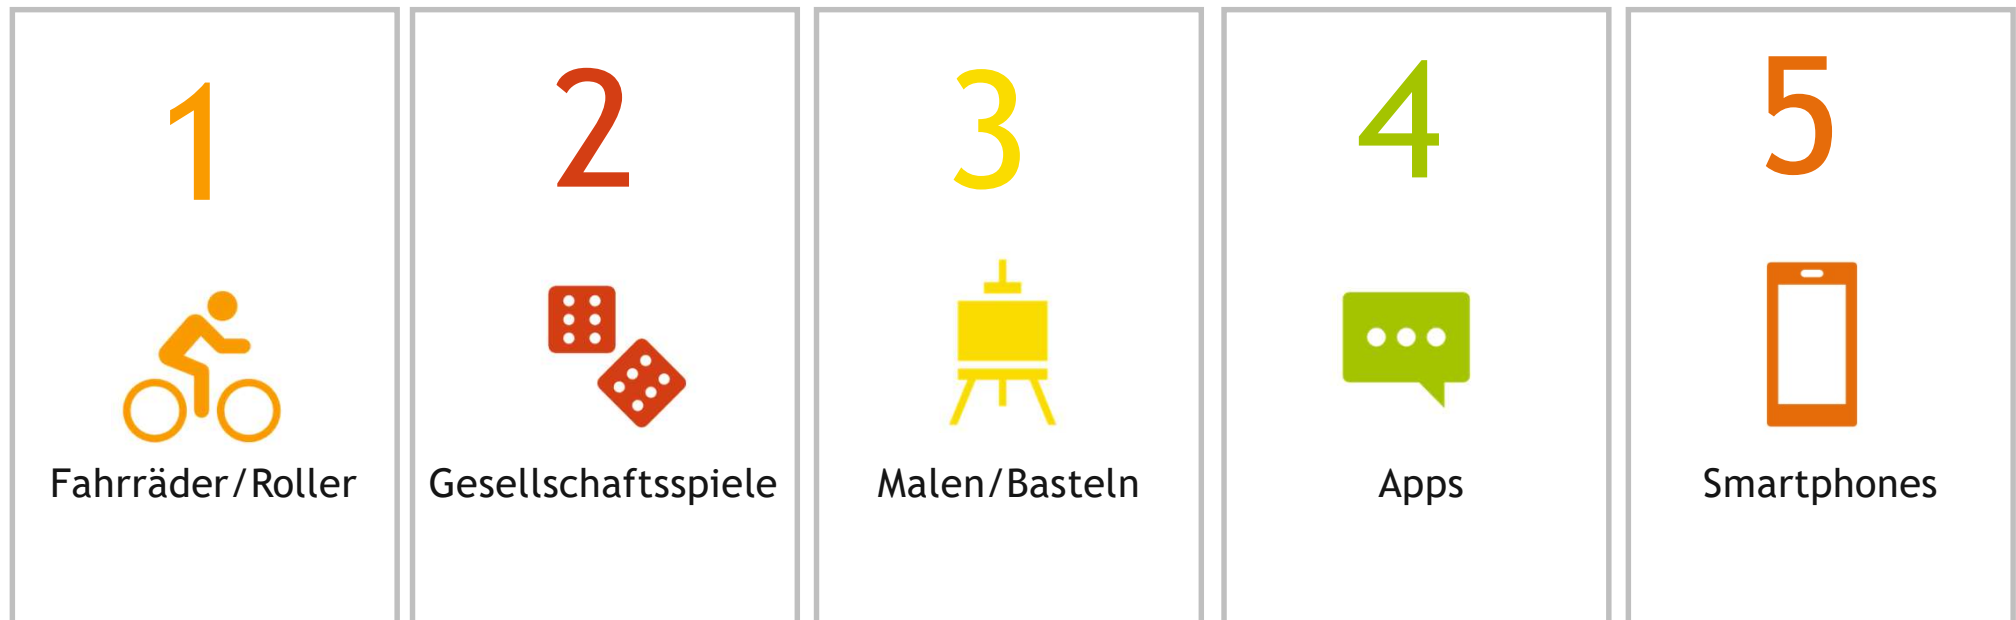 1
Fahrräder/Roller
2
Gesellschaftsspiele
3
Malen/Basteln
4
Apps
5
Smartphones